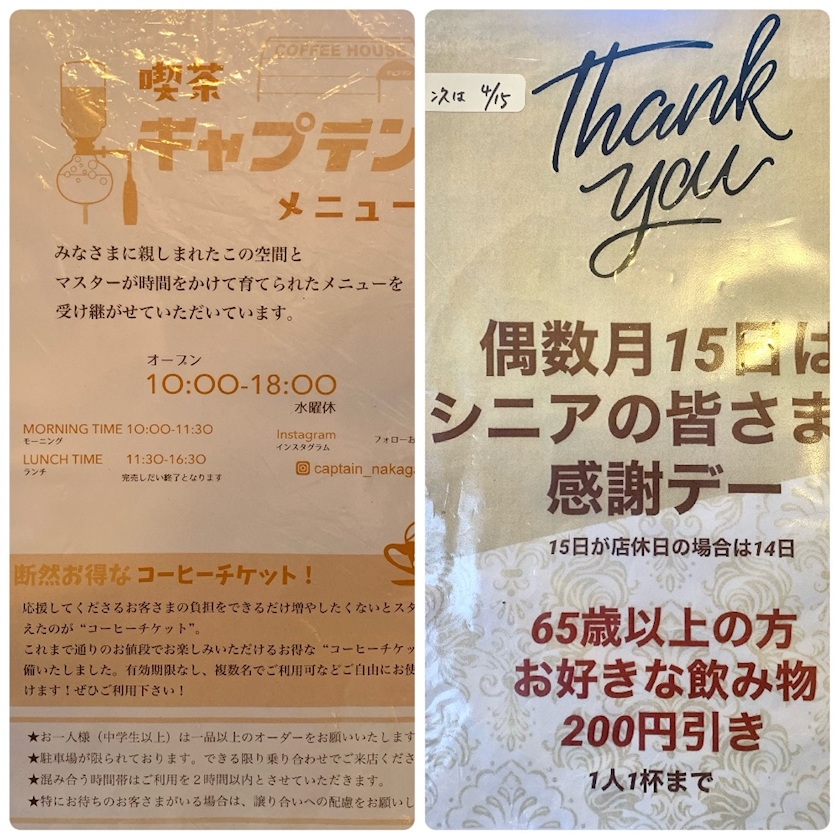 COFFEE HOUSE
喫茶
キャプテン
メニュー
みなさまに親しまれたこの空間と
マスターが時間をかけて育てられたメニューを
受け継がせていただいています。
オープン
10:00-18:00
水曜休
MORNING TIME 10:00-11:30
モーニング
LUNCH TIME 11:30-16:30
ランチ
完売しだい終了となります
Instagram
インスタグラム
フォローお
captain_nakaga
断然お得なコーヒーチケット！
応援してくださるお客さまの負担をできるだけ増やしたくないとスタ
えたのが“コーヒーチケット”。
これまで通りのお値段でお楽しみいただけるお得な“コーヒーチケッ
備いたしました。有効期限なし、複数名でご利用可などご自由にお使
けます！ぜひご利用下さい！
★お一人様（中学生以上）は一品以上のオーダーをお願いいたします
★駐車場が限られております。できる限り乗り合わせでご来店くださ
★混み合う時間帯はご利用を２時間以内とさせていただきます。
★特にお待ちのお客さまがいる場合は、譲り合いへの配慮をお願いし
次は 4/15
Thank
you
偶数月15日は
シニアの皆さま
感謝デー
15日が店休日の場合は14日
65歳以上の方
お好きな飲み物
200円引き
1人1杯まで